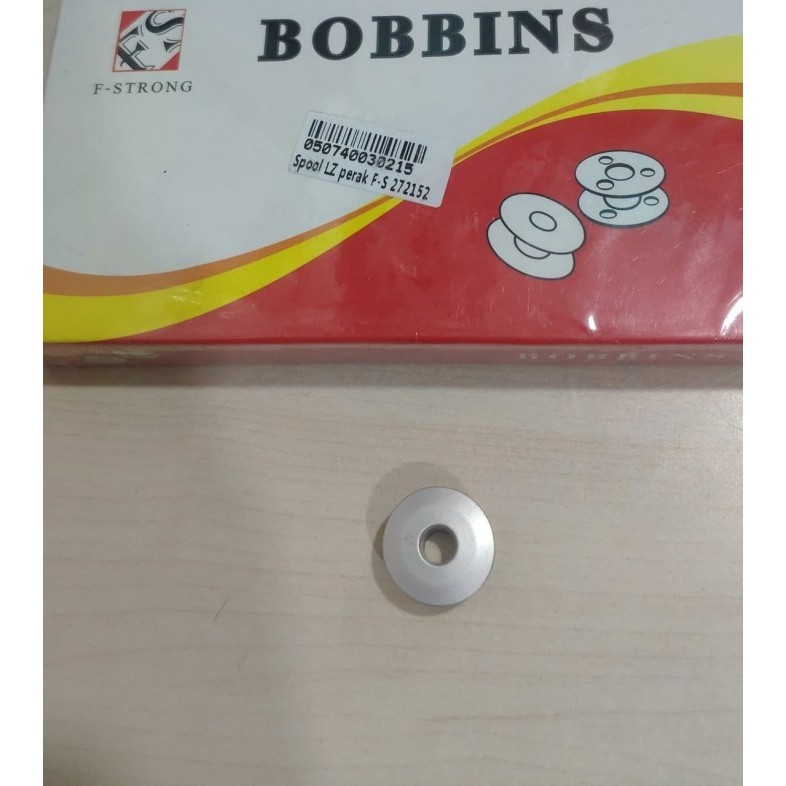 BOBBINS
F-STRONG
050740030215
Spool LZ perak F-S 272152
BOBBINS